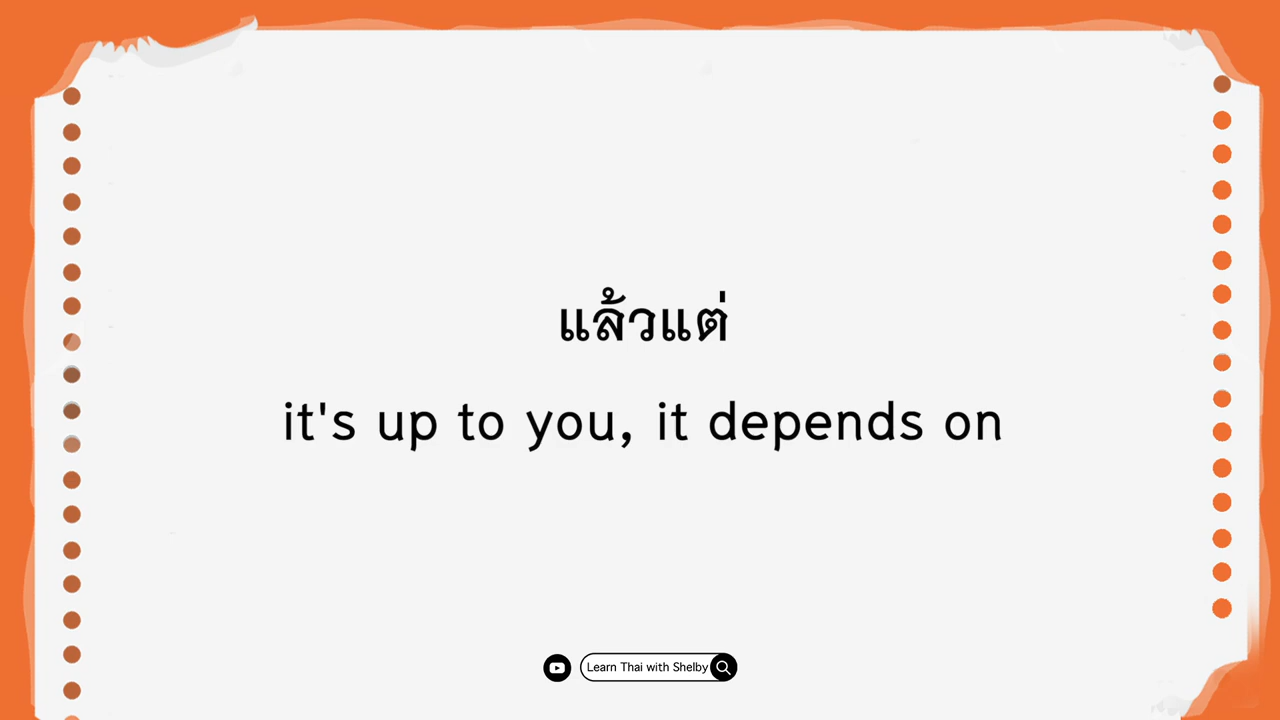 แล้วแต่
it's up to you, it depends on
Learn Thai with Shelby